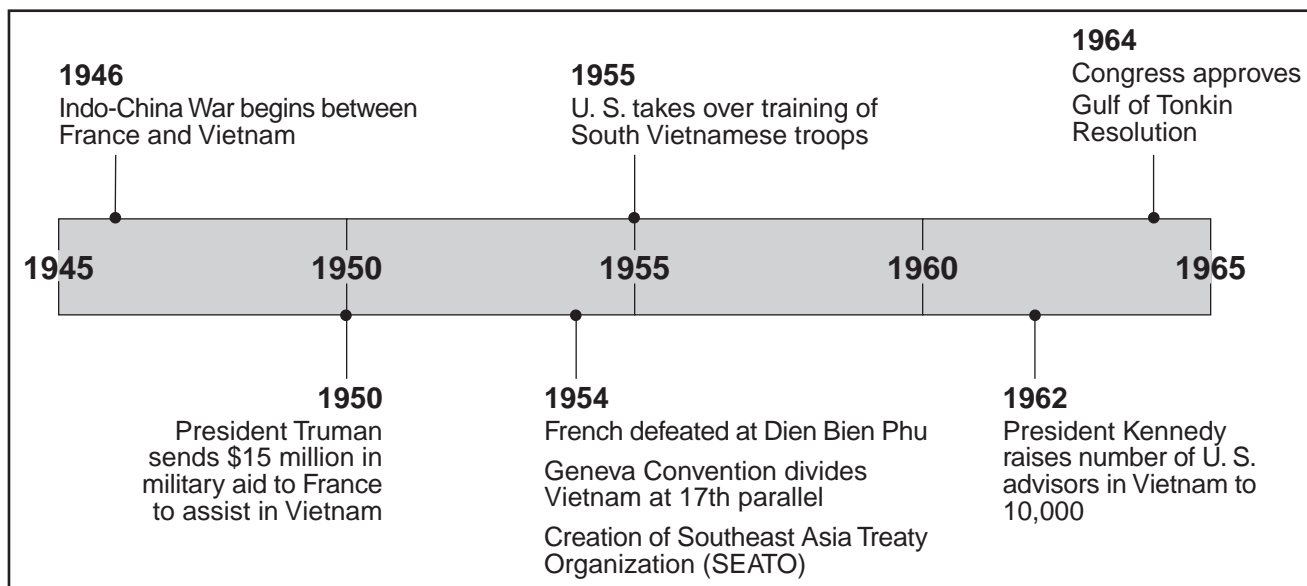 1946
Indo-China War begins between
France and Vietnam
1955
U. S. takes over training of
South Vietnamese troops
1964
Congress approves
Gulf of Tonkin
Resolution
1945
1950
1955
1960
1965
1950
President Truman
sends $15 million in
military aid to France
to assist in Vietnam
1954
French defeated at Dien Bien Phu
Geneva Convention divides
Vietnam at 17th parallel
Creation of Southeast Asia Treaty
Organization (SEATO)
1962
President Kennedy
raises number of U. S.
advisors in Vietnam to
10,000